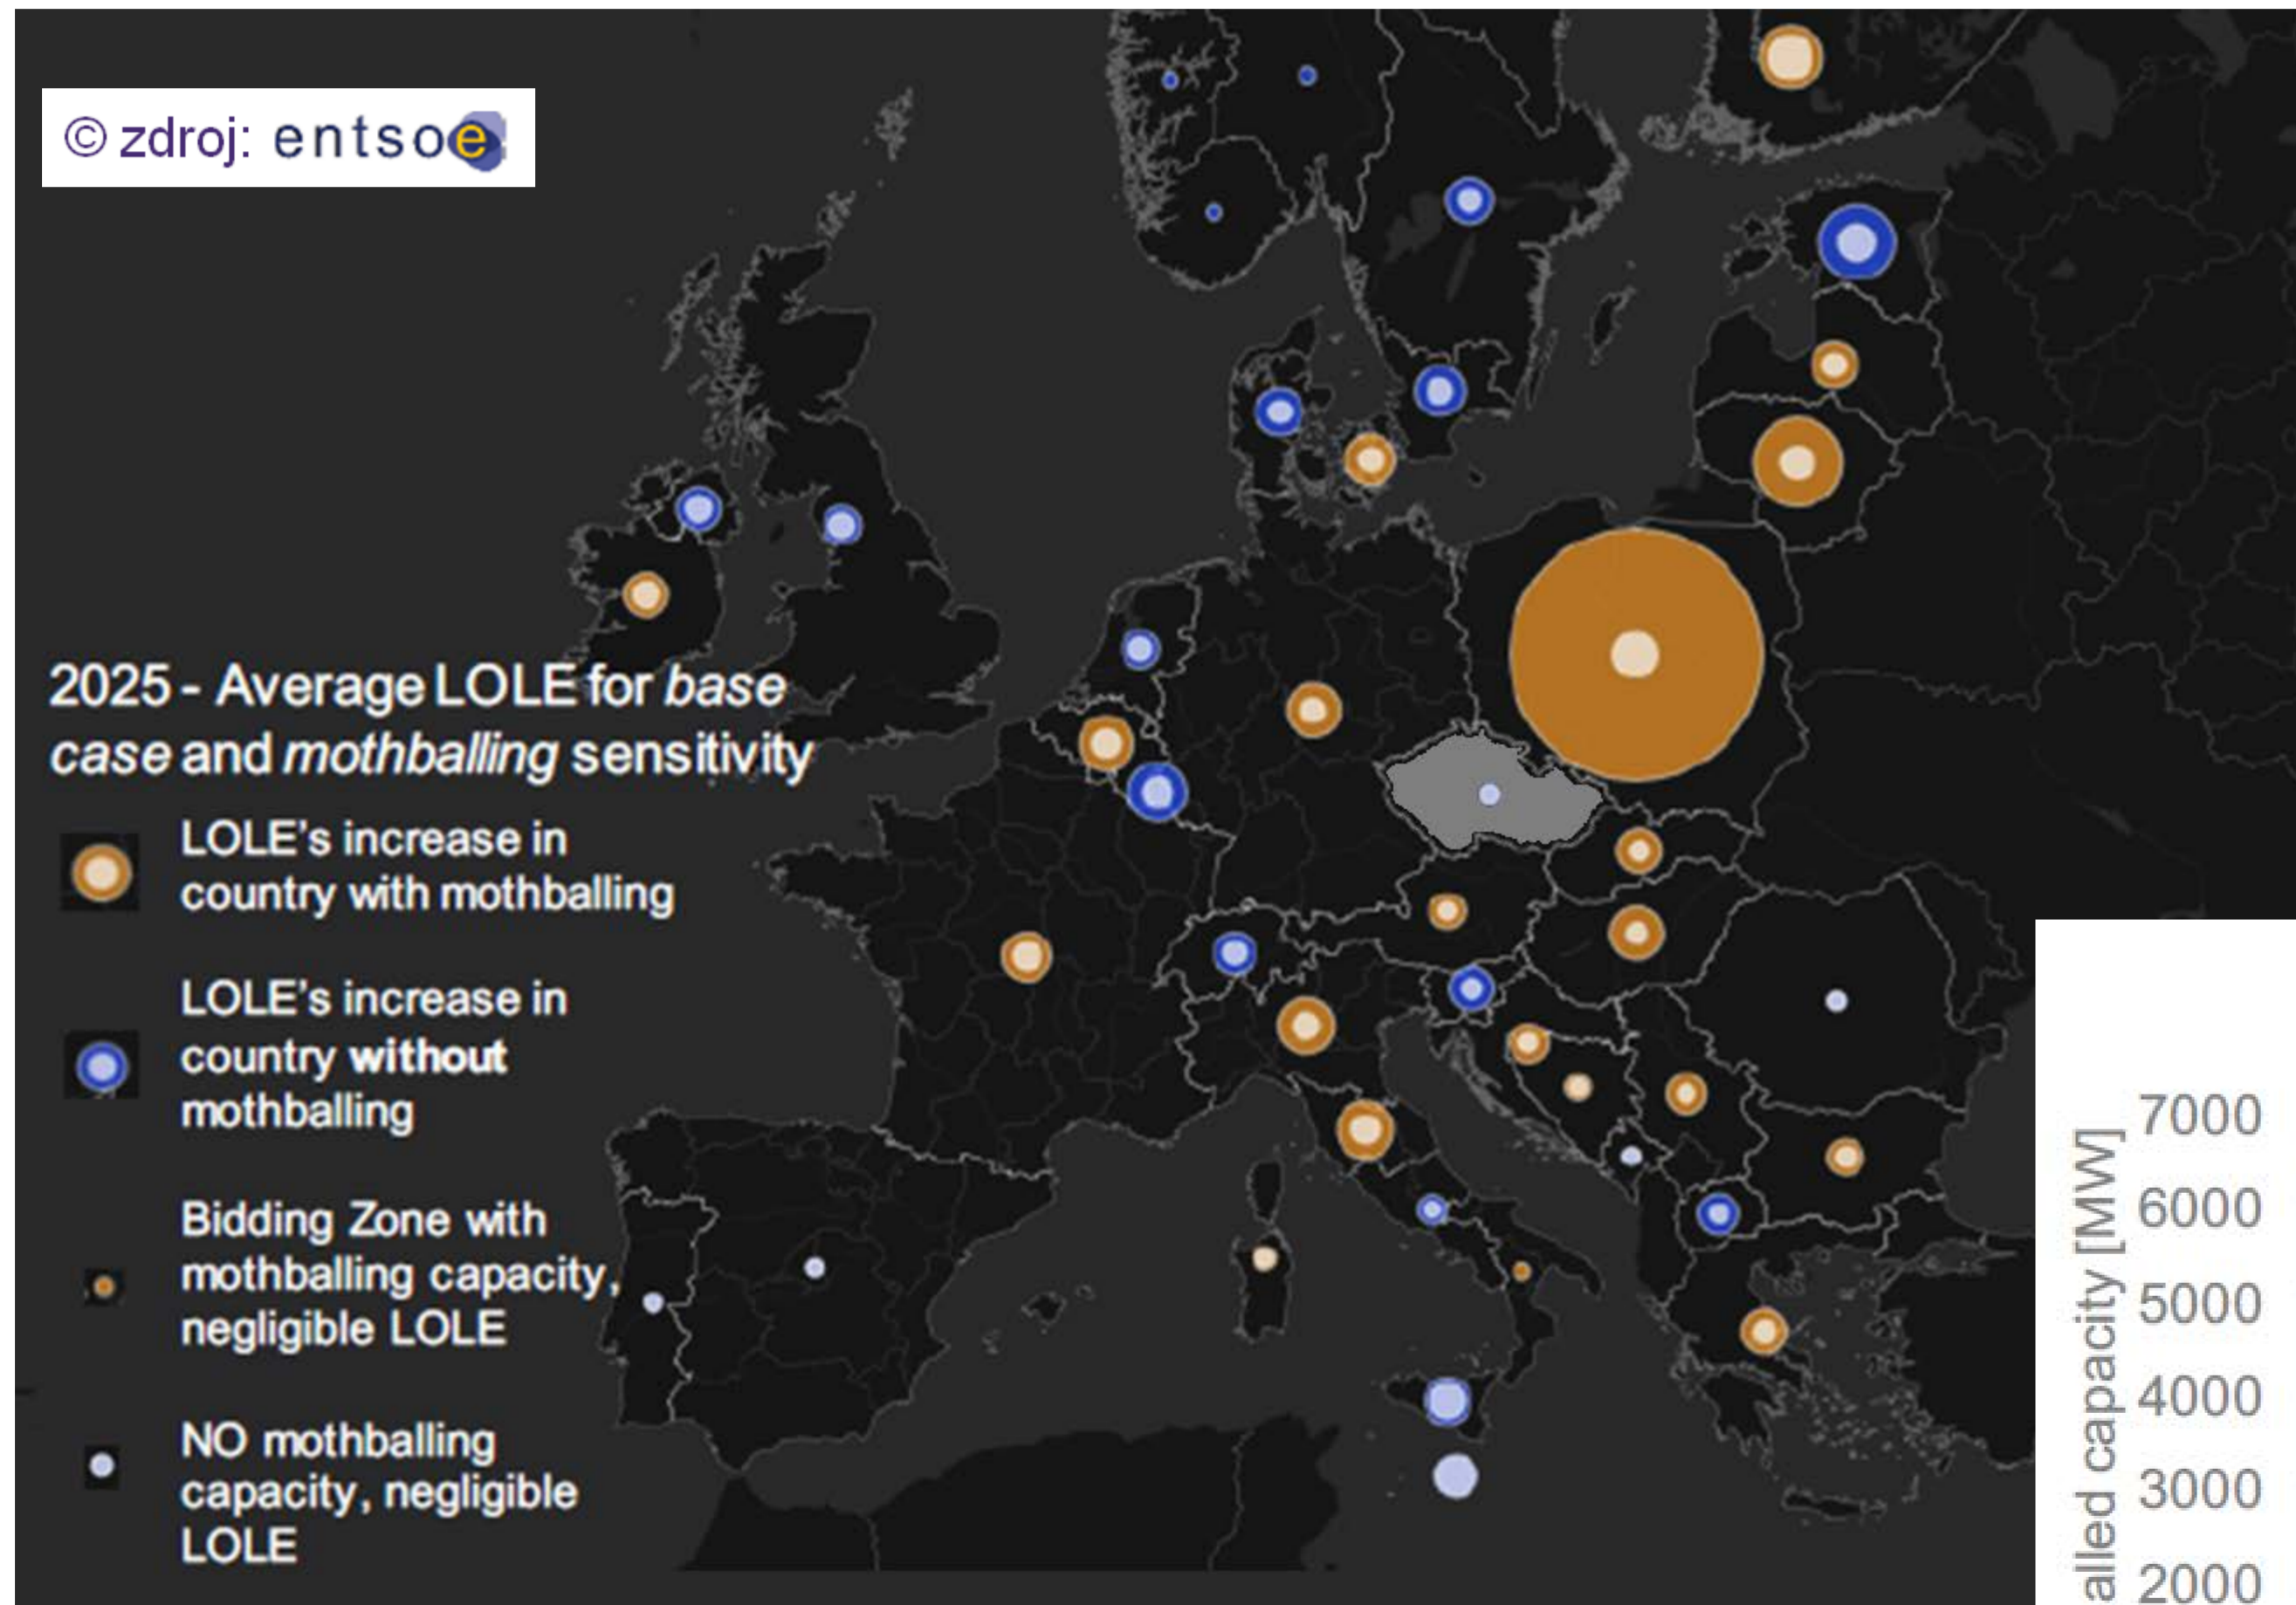 © zdroj: entsoe
2025 - Average LOLE for base
case and mothballing sensitivity
LOLE's increase in
country with mothballing
LOLE's increase in
country without
mothballing
Bidding Zone with
mothballing capacity,
negligible LOLE
NO mothballing
capacity, negligible
LOLE
alled capacity [MW]
7000
6000
5000
4000
3000
2000